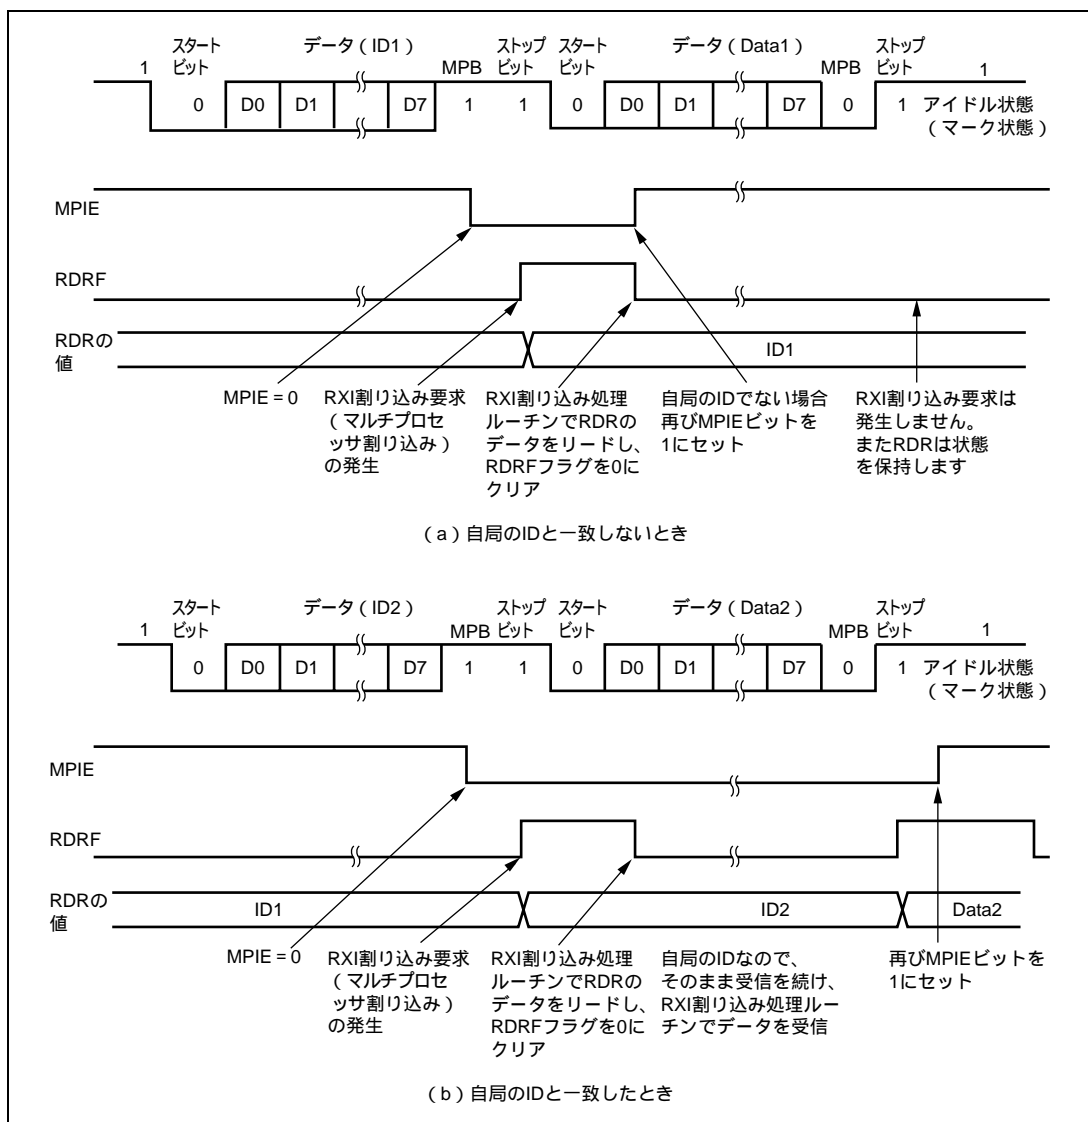 スタート
ビット
データ（ID1）
ストップ
ビット
スタート
ビット
データ（Data1）
ストップ
ビット
1
MPB
MPB
1
0 D0 D1 D7 1 1 0 D0 D1 D7 0 1 アイドル状態
（マーク状態）
MPIE
RDRF
RDRの
値
ID1
MPIE = 0
RXI割り込み要求
（マルチプロセ
ッサ割り込み）
の発生
RXI割り込み処理
ルーチンでRDRの
データをリードし、
RDRFフラグを0に
クリア
自局のIDでない場合
再びMPIEビットを
1にセット
RXI割り込み要求は
発生しません。
またRDRは状態
を保持します
（a）自局のIDと一致しないとき
スタート
ビット
データ（ID2）
ストップ
ビット
スタート
ビット
データ（Data2）
ストップ
ビット
1
MPB
MPB
1
0 D0 D1 D7 1 1 0 D0 D1 D7 0 1 アイドル状態
（マーク状態）
MPIE
RDRF
RDRの
値
ID1
ID2
Data2
MPIE = 0
RXI割り込み要求
（マルチプロセ
ッサ割り込み）
の発生
RXI割り込み処理
ルーチンでRDRの
データをリードし、
RDRFフラグを0に
クリア
自局のIDなので、
そのまま受信を続け、
RXI割り込み処理ルー
チンでデータを受信
再びMPIEビットを
1にセット
（b）自局のIDと一致したとき